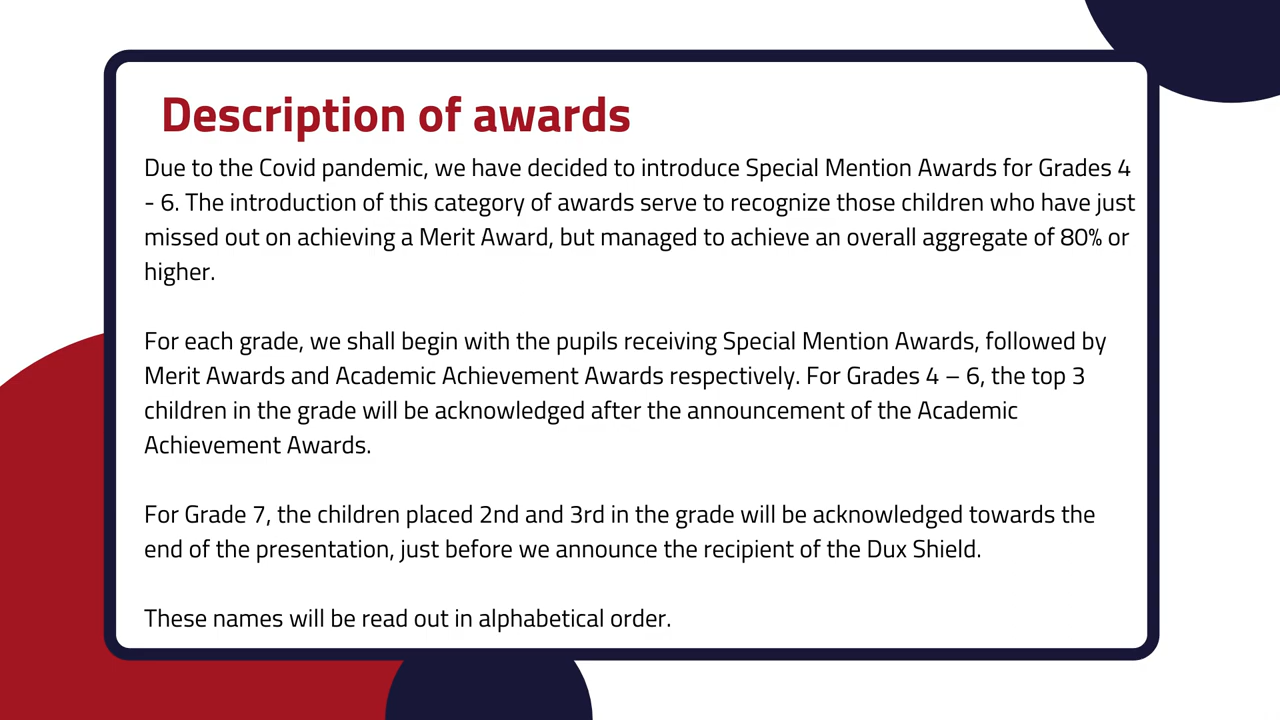 Description of awards
Due to the Covid pandemic, we have decided to introduce Special Mention Awards for Grades 4
- 6. The introduction of this category of awards serve to recognize those children who have just
missed out on achieving a Merit Award, but managed to achieve an overall aggregate of 80% or
higher.
For each grade, we shall begin with the pupils receiving Special Mention Awards, followed by
Merit Awards and Academic Achievement Awards respectively. For Grades 4 – 6, the top 3
children in the grade will be acknowledged after the announcement of the Academic
Achievement Awards.
For Grade 7, the children placed 2nd and 3rd in the grade will be acknowledged towards the
end of the presentation, just before we announce the recipient of the Dux Shield.
These names will be read out in alphabetical order.